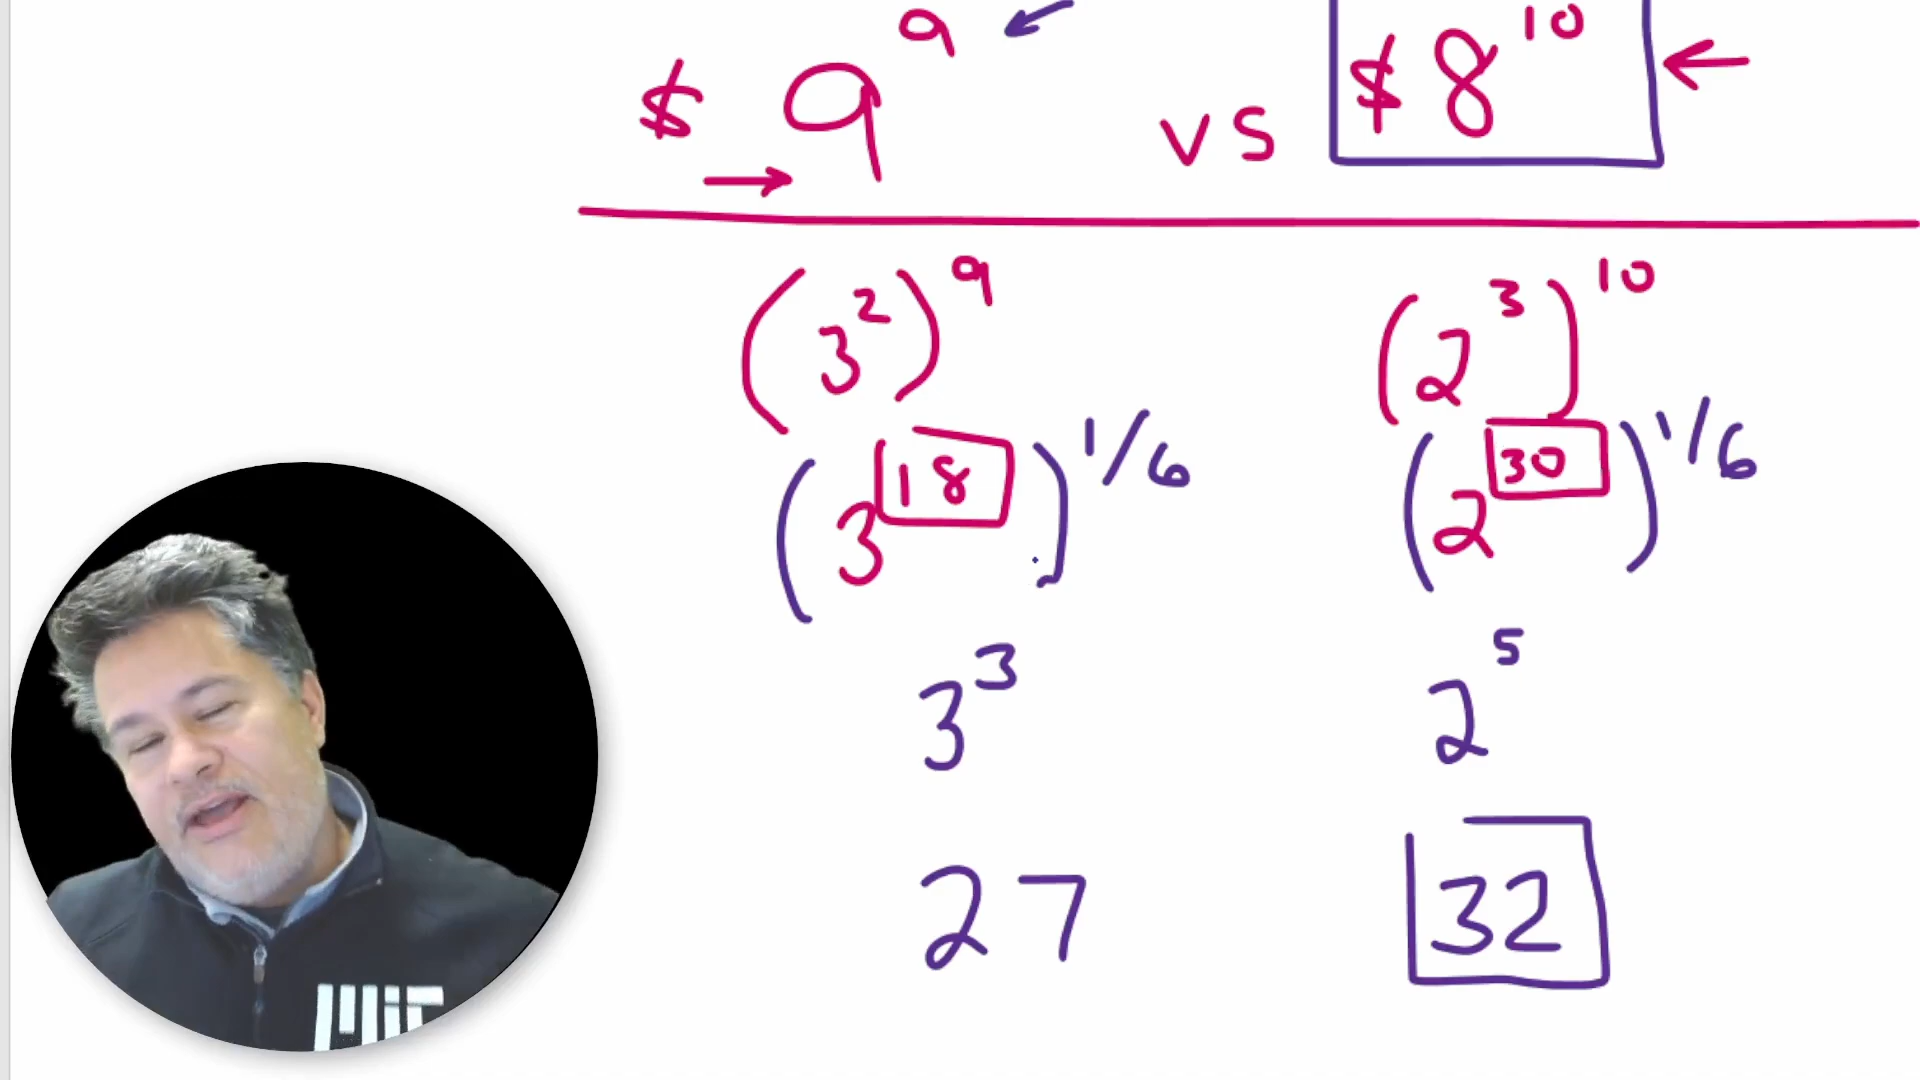 $ 9^9 vs $ 8^10
(3^2)^9 (2^3)^10
(3^18)^1/6 (2^30)^1/6
3^3 2^5
27 32
MIT